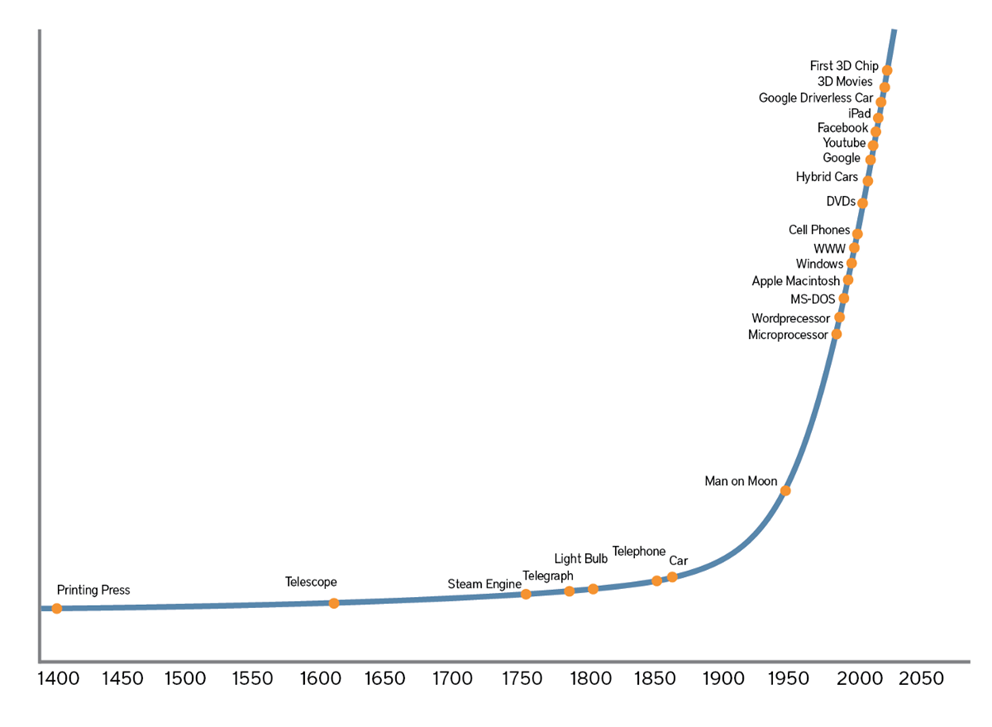 First 3D Chip
3D Movies
Google Driverless Car
iPad
Facebook
Youtube
Google
Hybrid Cars
DVDs
Cell Phones
WWW
Windows
Apple Macintosh
MS-DOS
Wordprecessor
Microprocessor
Man on Moon
Telephone
Light Bulb
Car
Telegraph
Steam Engine
Telescope
Printing Press
1400 1450 1500 1550 1600 1650 1700 1750 1800 1850 1900 1950 2000 2050